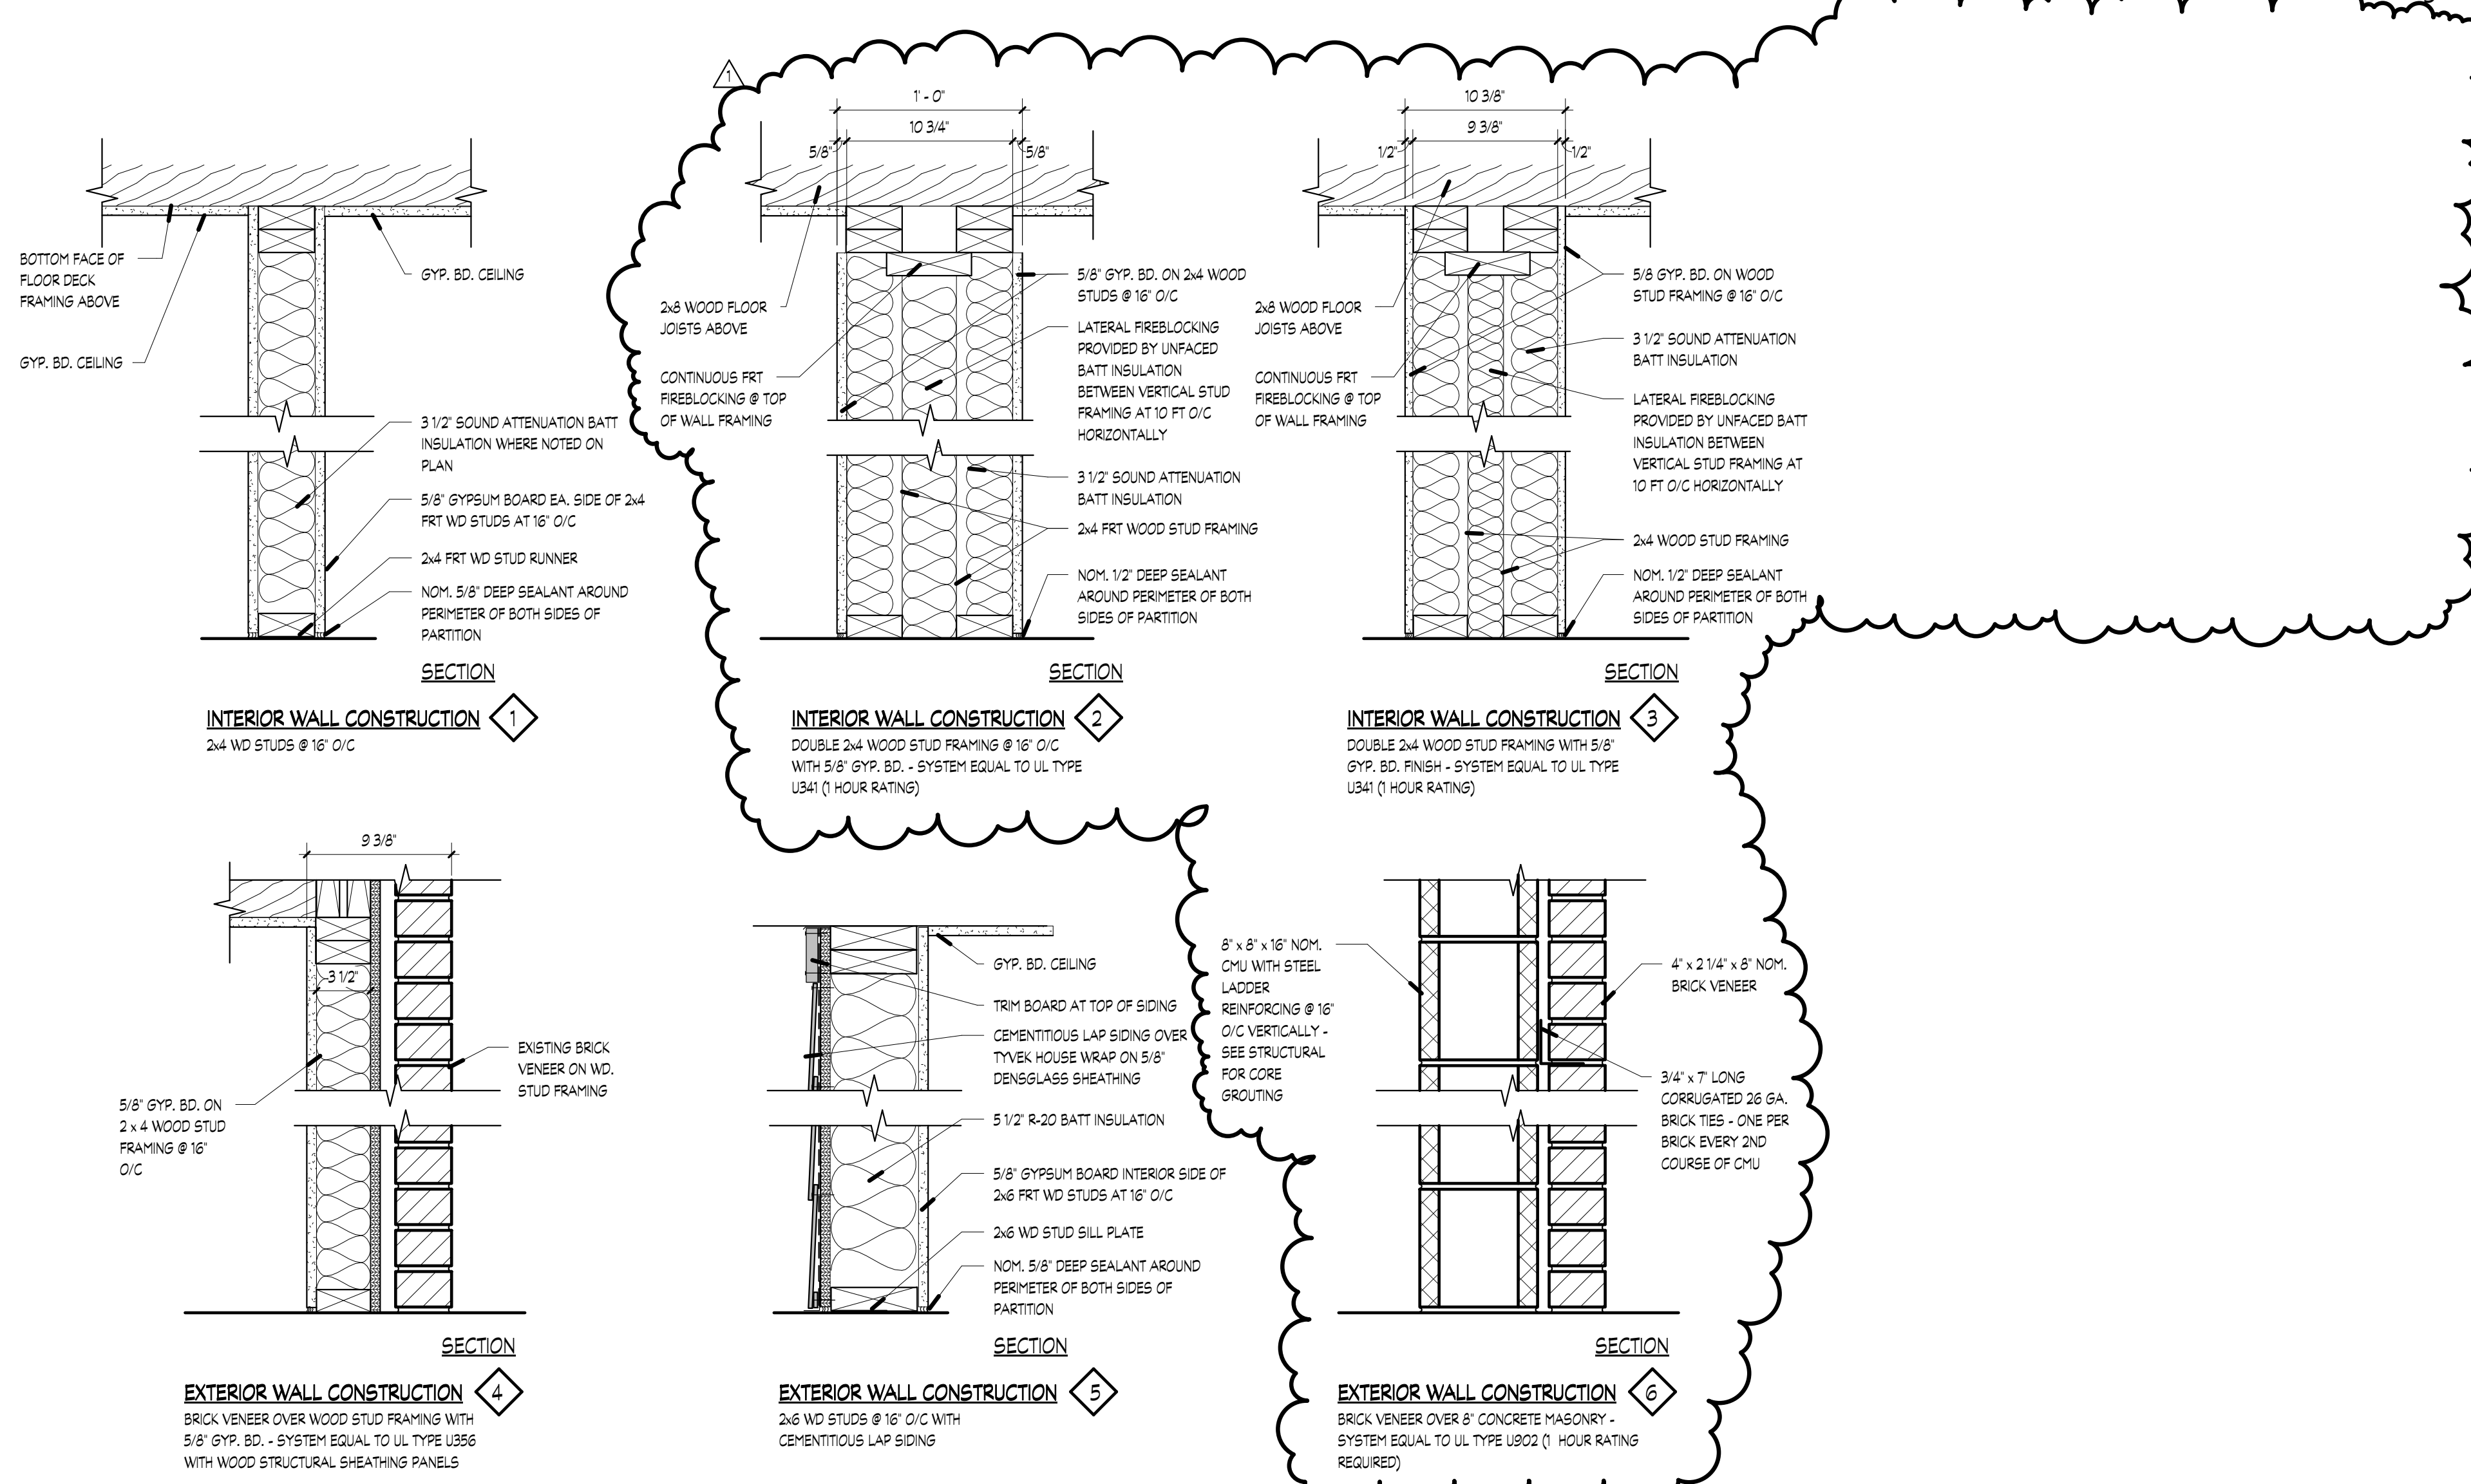 1
BOTTOM FACE OF
FLOOR DECK
FRAMING ABOVE
GYP. BD. CEILING
GYP. BD. CEILING
3 1/2" SOUND ATTENUATION BATT
INSULATION WHERE NOTED ON
PLAN
5/8" GYPSUM BOARD EA. SIDE OF 2x4
FRT WD STUDS AT 16" O/C
2x4 FRT WD STUD RUNNER
NOM. 5/8" DEEP SEALANT AROUND
PERIMETER OF BOTH SIDES OF
PARTITION
SECTION
INTERIOR WALL CONSTRUCTION 1
2x4 WD STUDS @ 16" O/C
1' - 0"
10 3/4"
5/8"
5/8"
2x8 WOOD FLOOR
JOISTS ABOVE
CONTINUOUS FRT
FIREBLOCKING @ TOP
OF WALL FRAMING
5/8" GYP. BD. ON 2x4 WOOD
STUDS @ 16" O/C
LATERAL FIREBLOCKING
PROVIDED BY UNFACED
BATT INSULATION
BETWEEN VERTICAL STUD
FRAMING AT 10 FT O/C
HORIZONTALLY
3 1/2" SOUND ATTENUATION
BATT INSULATION
2x4 FRT WOOD STUD FRAMING
NOM. 1/2" DEEP SEALANT
AROUND PERIMETER OF BOTH
SIDES OF PARTITION
SECTION
INTERIOR WALL CONSTRUCTION 2
DOUBLE 2x4 WOOD STUD FRAMING @ 16" O/C
WITH 5/8" GYP. BD. - SYSTEM EQUAL TO UL TYPE
U341 (1 HOUR RATING)
10 3/8"
9 3/8"
1/2"
1/2"
2x8 WOOD FLOOR
JOISTS ABOVE
CONTINUOUS FRT
FIREBLOCKING @ TOP
OF WALL FRAMING
5/8 GYP. BD. ON WOOD
STUD FRAMING @ 16" O/C
3 1/2" SOUND ATTENUATION
BATT INSULATION
LATERAL FIREBLOCKING
PROVIDED BY UNFACED BATT
INSULATION BETWEEN
VERTICAL STUD FRAMING AT
10 FT O/C HORIZONTALLY
2x4 WOOD STUD FRAMING
NOM. 1/2" DEEP SEALANT
AROUND PERIMETER OF BOTH
SIDES OF PARTITION
SECTION
INTERIOR WALL CONSTRUCTION 3
DOUBLE 2x4 WOOD STUD FRAMING WITH 5/8"
GYP. BD. FINISH - SYSTEM EQUAL TO UL TYPE
U341 (1 HOUR RATING)
9 3/8"
3 1/2"
5/8" GYP. BD. ON
2 x 4 WOOD STUD
FRAMING @ 16"
O/C
EXISTING BRICK
VENEER ON WD.
STUD FRAMING
SECTION
EXTERIOR WALL CONSTRUCTION 4
BRICK VENEER OVER WOOD STUD FRAMING WITH
5/8" GYP. BD. - SYSTEM EQUAL TO UL TYPE U356
WITH WOOD STRUCTURAL SHEATHING PANELS
GYP. BD. CEILING
TRIM BOARD AT TOP OF SIDING
CEMENTITIOUS LAP SIDING OVER
TYVEK HOUSE WRAP ON 5/8"
DENSGLASS SHEATHING
5 1/2" R-20 BATT INSULATION
5/8" GYPSUM BOARD INTERIOR SIDE OF
2x6 FRT WD STUDS AT 16" O/C
2x6 WD STUD SILL PLATE
NOM. 5/8" DEEP SEALANT AROUND
PERIMETER OF BOTH SIDES OF
PARTITION
SECTION
EXTERIOR WALL CONSTRUCTION 5
2x6 WD STUDS @ 16" O/C WITH
CEMENTITIOUS LAP SIDING
8" x 8" x 16" NOM.
CMU WITH STEEL
LADDER
REINFORCING @ 16"
O/C VERTICALLY -
SEE STRUCTURAL
FOR CORE
GROUTING
4" x 2 1/4" x 8" NOM.
BRICK VENEER
3/4" x 7" LONG
CORRUGATED 26 GA.
BRICK TIES - ONE PER
BRICK EVERY 2ND
COURSE OF CMU
SECTION
EXTERIOR WALL CONSTRUCTION 6
BRICK VENEER OVER 8" CONCRETE MASONRY -
SYSTEM EQUAL TO UL TYPE U902 (1 HOUR RATING
REQUIRED)